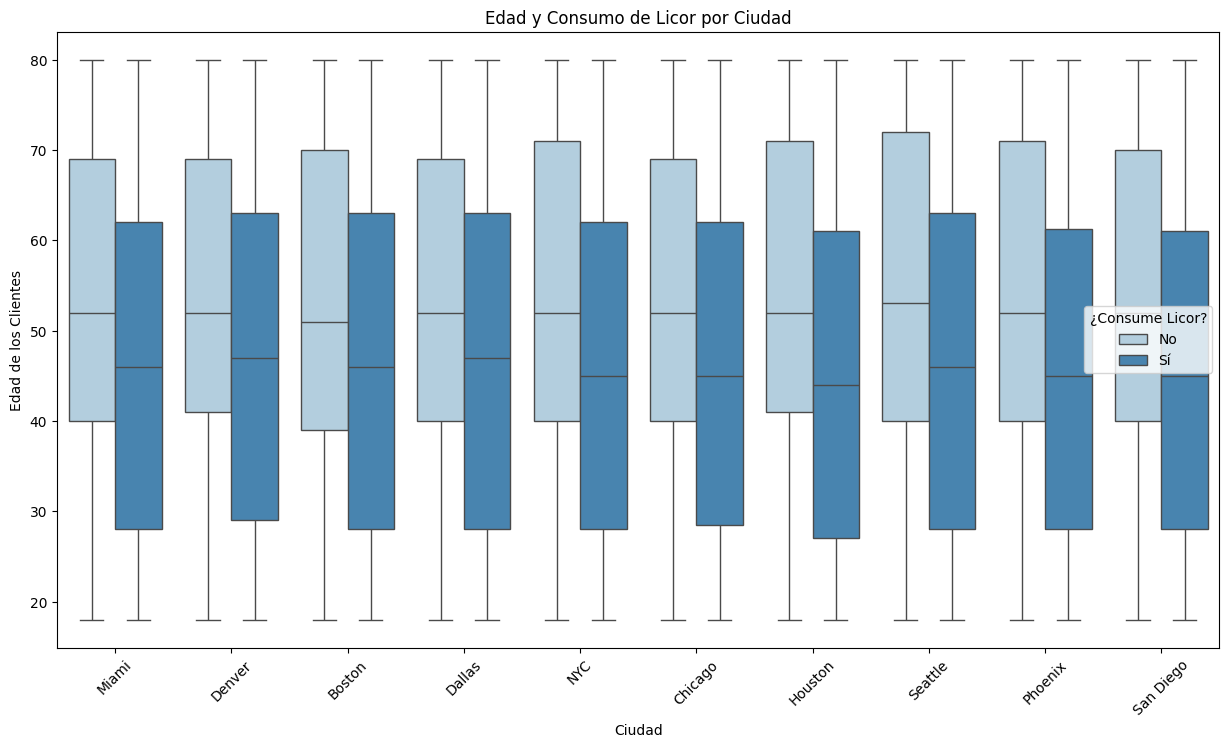 Edad y Consumo de Licor por Ciudad
Edad de los Clientes
80
70
60
50
40
30
20
¿Consume Licor?
No
Sí
Miami
Denver
Boston
Dallas
NYC
Chicago
Houston
Seattle
Phoenix
San Diego
Ciudad